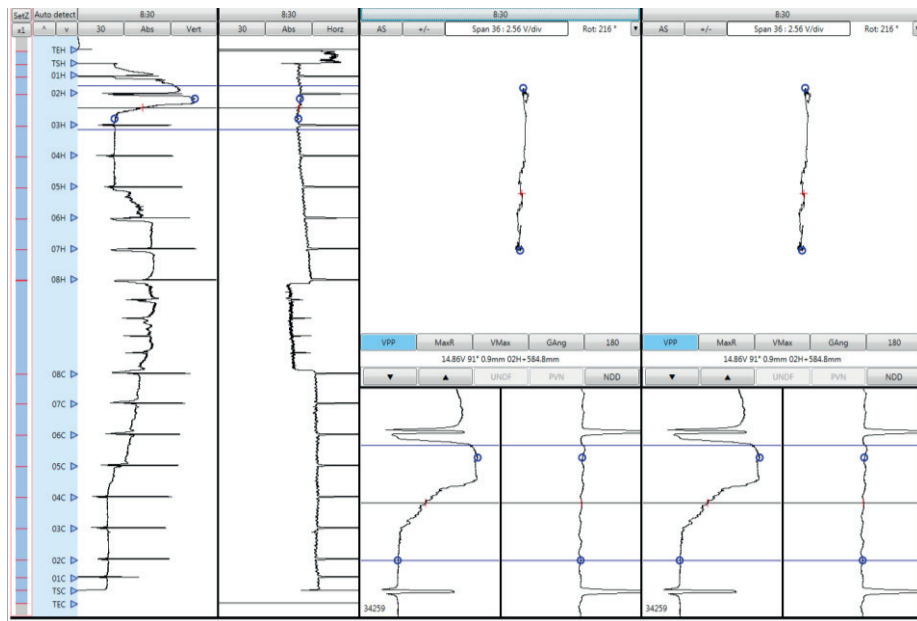 SetZ Auto detect 8:30 8:30 8:30 8:30
x1 ^ v 30 Abs Vert 30 Abs Horz AS +/- Span 36 : 2.56 V/div Rot: 216 ° ▼ AS +/- Span 36 : 2.56 V/div Rot: 216 ° ▼
TEH
TSH
01H
02H
03H
04H
05H
06H
07H
08H
08C
07C
06C
05C
04C
03C
02C
01C
TSC
TEC
VPP MaxR VMax GAng 180
14.86V 91° 0.9mm 02H+584.8mm
▼ ▲ UNDF PVN NDD
34259
VPP MaxR VMax GAng 180
14.86V 91° 0.9mm 02H+584.8mm
▼ ▲ UNDF PVN NDD
34259